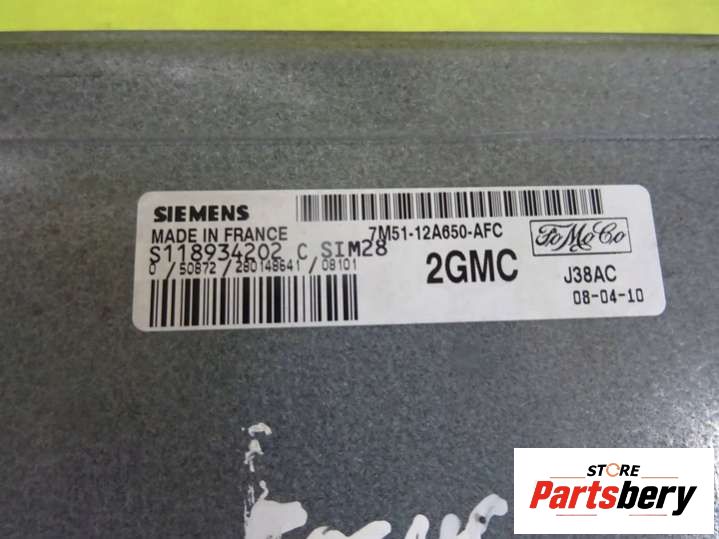 SIEMENS
MADE IN FRANCE
7M51-12A650-AFC
FoMoCo
S118934202 C SIM28
0 / 50872 / 280148641 / 08101
2GMC
J38AC
08-04-10
STORE
Partsbery